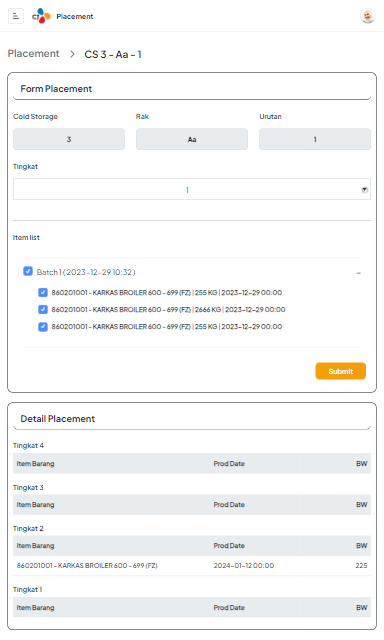 CJ Placement
Placement > CS 3 - Aa - 1
Form Placement
Cold Storage Rak Urutan
3 Aa 1
Tingkat
1
Item list
Batch 1 ( 2023-12-29 10:32 )
860201001 - KARKAS BROILER 600 - 699 (FZ) | 255 KG | 2023-12-29 00:00
860201001 - KARKAS BROILER 600 - 699 (FZ) | 2666 KG | 2023-12-29 00:00
860201001 - KARKAS BROILER 600 - 699 (FZ) | 255 KG | 2023-12-29 00:00
Submit
Detail Placement
Tingkat 4
Item Barang Prod Date BW
Tingkat 3
Item Barang Prod Date BW
Tingkat 2
Item Barang Prod Date BW
860201001 - KARKAS BROILER 600 - 699 (FZ) 2024-01-12 00:00 225
Tingkat 1
Item Barang Prod Date BW